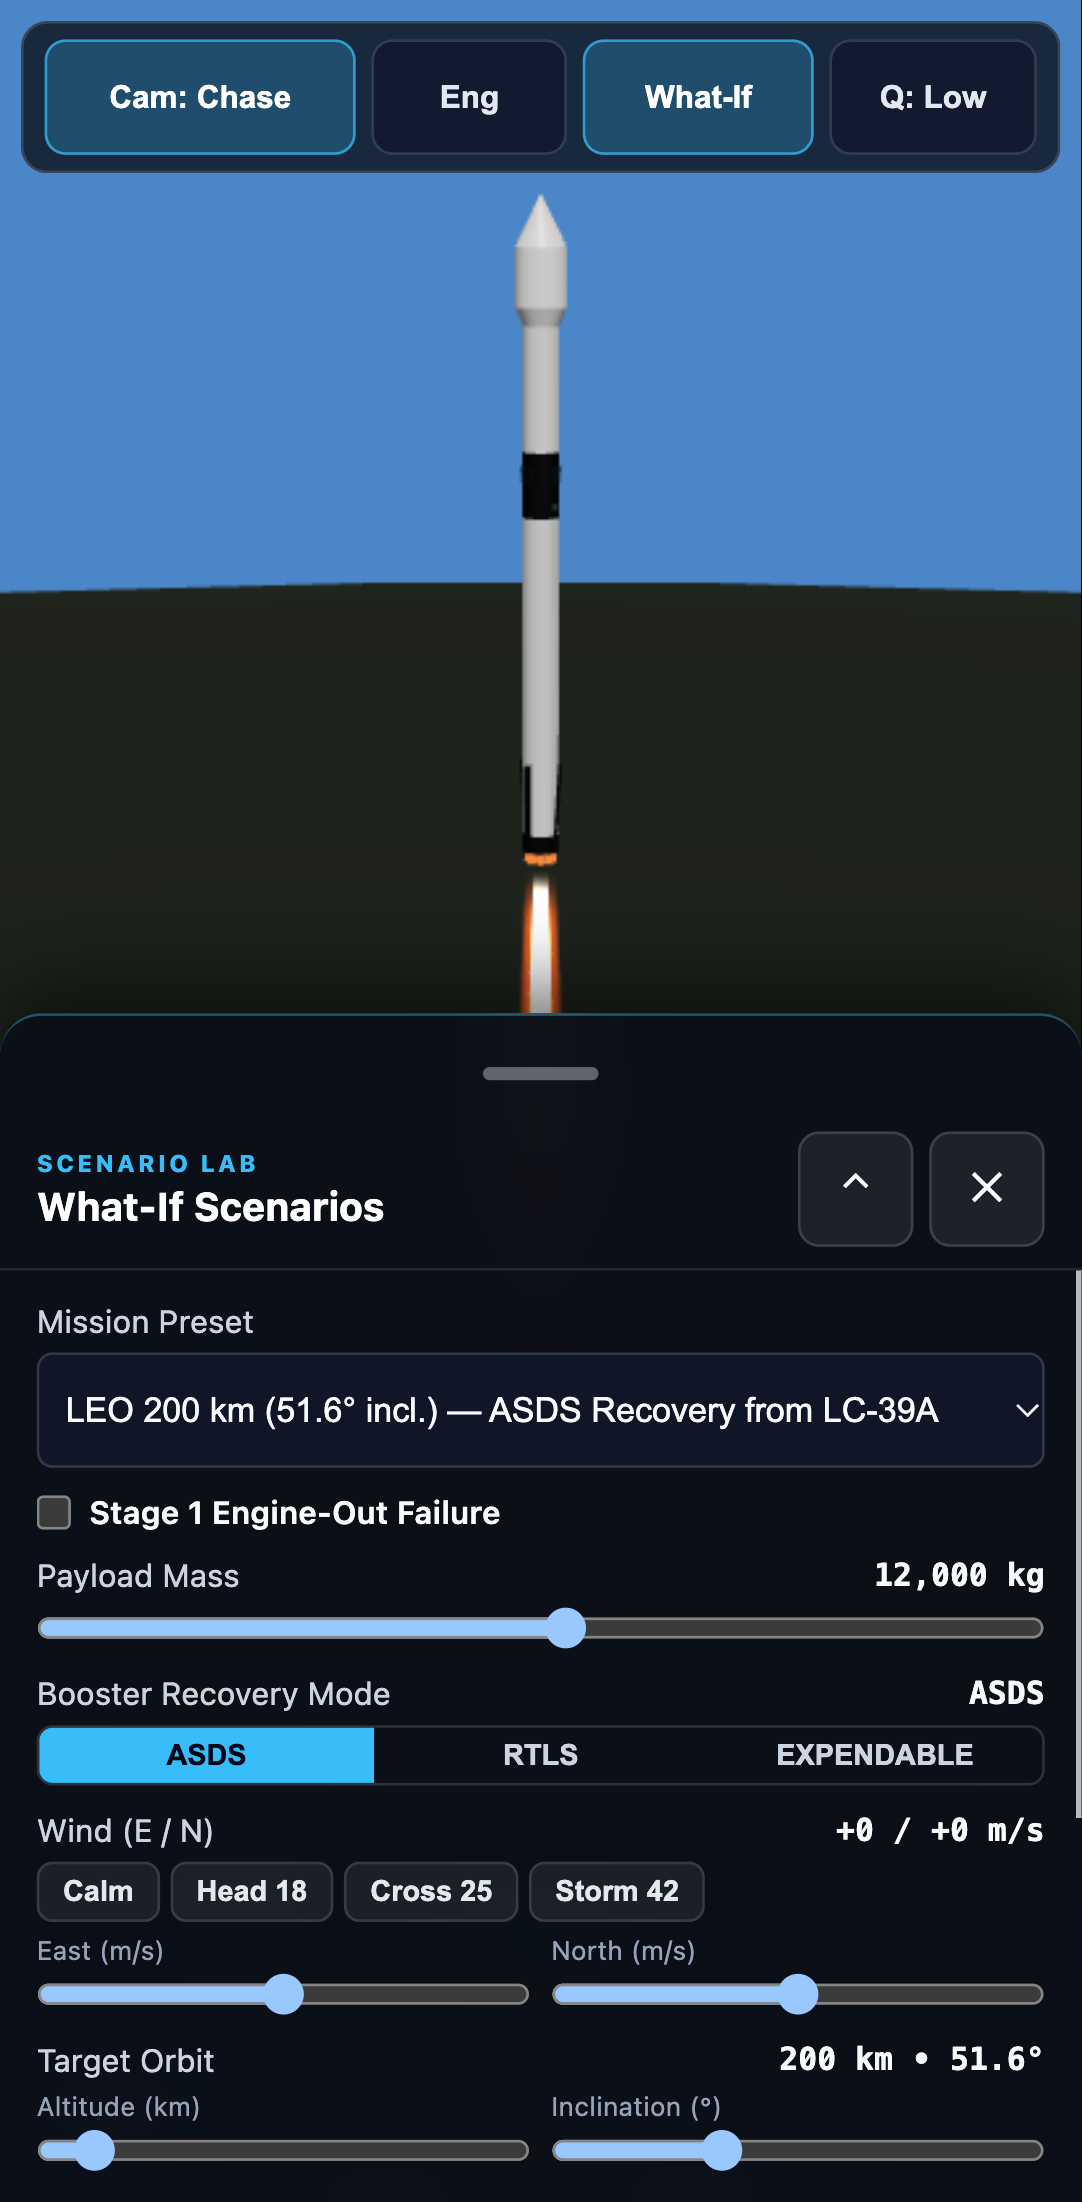 Cam: Chase Eng What-If Q: Low
SCENARIO LAB
What-If Scenarios
Mission Preset
LEO 200 km (51.6° incl.) — ASDS Recovery from LC-39A
Stage 1 Engine-Out Failure
Payload Mass 12,000 kg
Booster Recovery Mode ASDS
ASDS RTLS EXPENDABLE
Wind (E / N) +0 / +0 m/s
Calm Head 18 Cross 25 Storm 42
East (m/s) North (m/s)
Target Orbit 200 km • 51.6°
Altitude (km) Inclination (°)